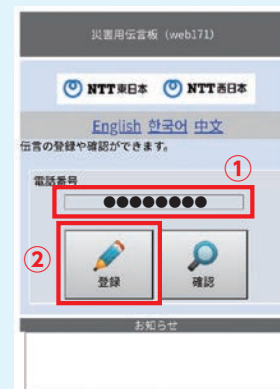 災害用伝言板 (web171)
NTT東日本 NTT西日本
English 한국어 中文
伝言の登録や確認ができます。
電話番号
①
●●●●●●●●
②
登録 確認
お知らせ